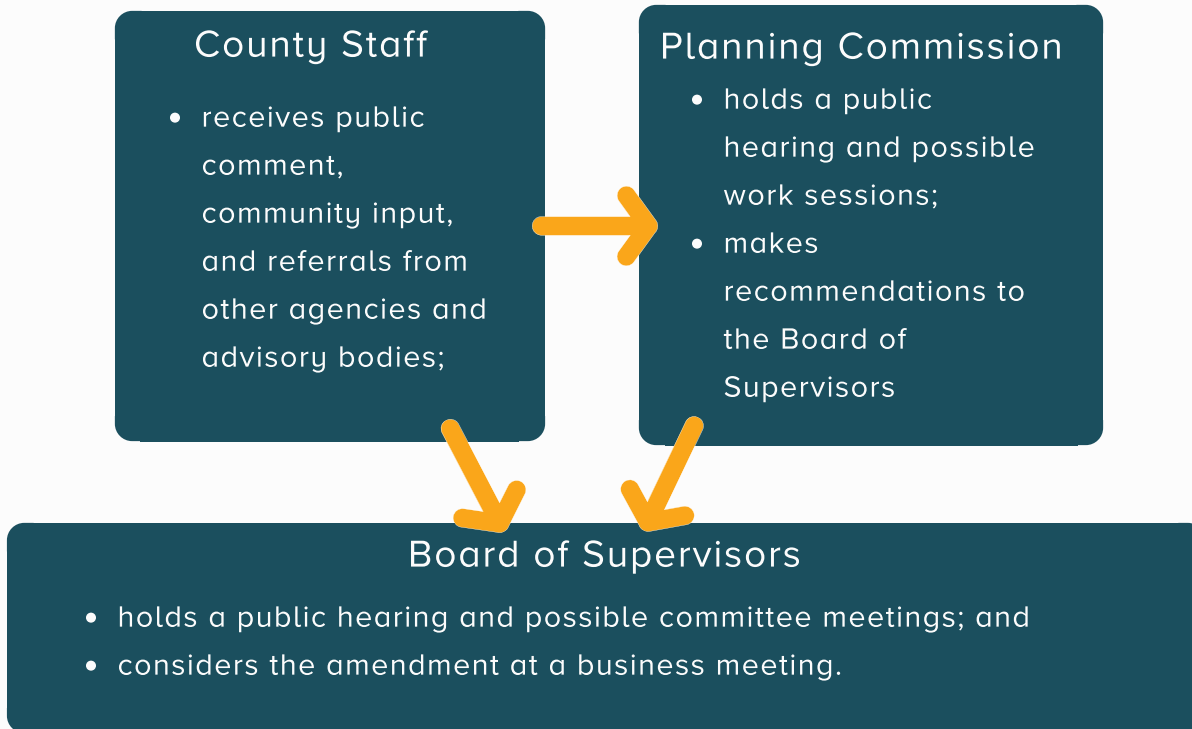 County Staff
• receives public
comment,
community input,
and referrals from
other agencies and
advisory bodies;
Planning Commission
• holds a public
hearing and possible
work sessions;
• makes
recommendations to
the Board of
Supervisors
Board of Supervisors
• holds a public hearing and possible committee meetings; and
• considers the amendment at a business meeting.